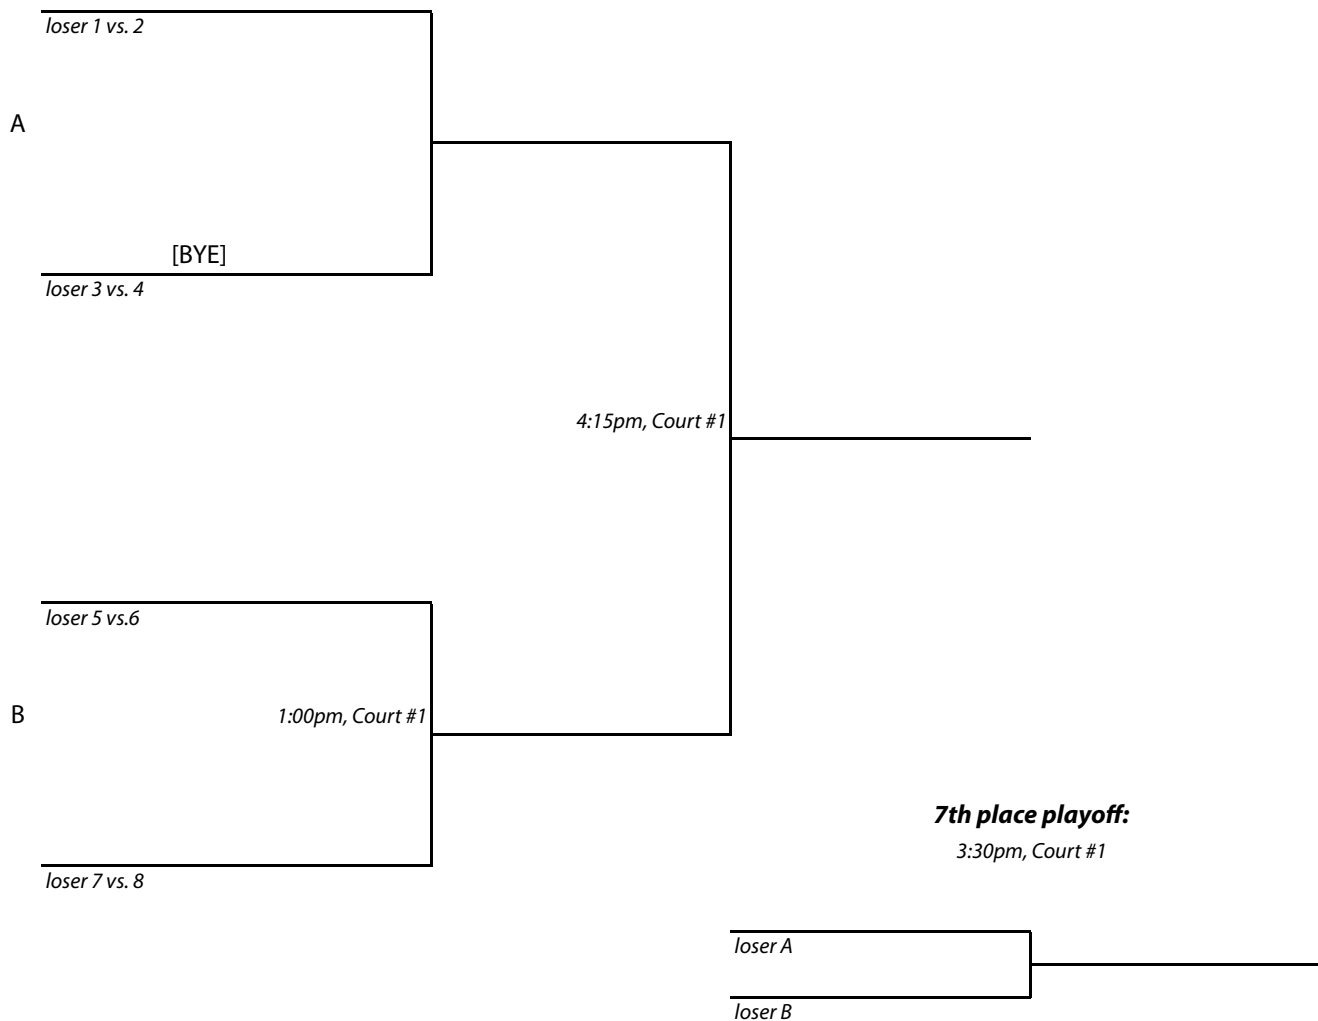 loser 1 vs. 2
A
[BYE]
loser 3 vs. 4
4:15pm, Court #1
loser 5 vs.6
B
1:00pm, Court #1
loser 7 vs. 8
7th place playoff:
3:30pm, Court #1
loser A
loser B